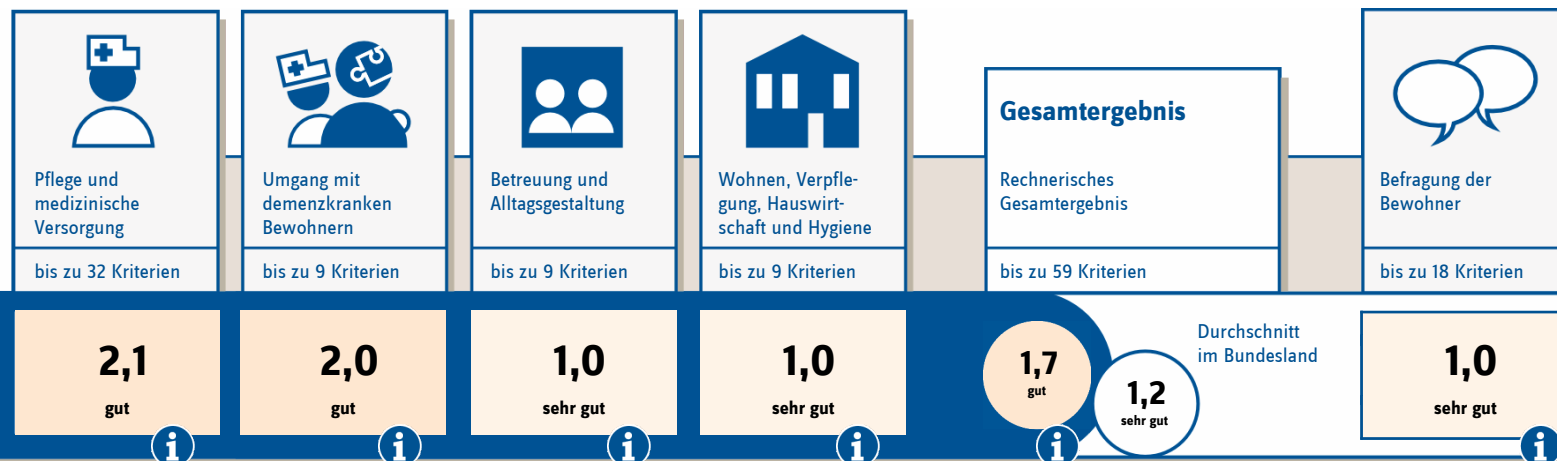 Pflege und
medizinische
Versorgung
bis zu 32 Kriterien
2,1
gut
i
Umgang mit
demenzkranken
Bewohnern
bis zu 9 Kriterien
2,0
gut
i
Betreuung und
Alltagsgestaltung
bis zu 9 Kriterien
1,0
sehr gut
i
Wohnen, Verpfle-
gung, Hauswirt-
schaft und Hygiene
bis zu 9 Kriterien
1,0
sehr gut
i
Gesamtergebnis
Rechnerisches
Gesamtergebnis
bis zu 59 Kriterien
1,7
gut
i
Durchschnitt
im Bundesland
1,2
sehr gut
Befragung der
Bewohner
bis zu 18 Kriterien
1,0
sehr gut
i